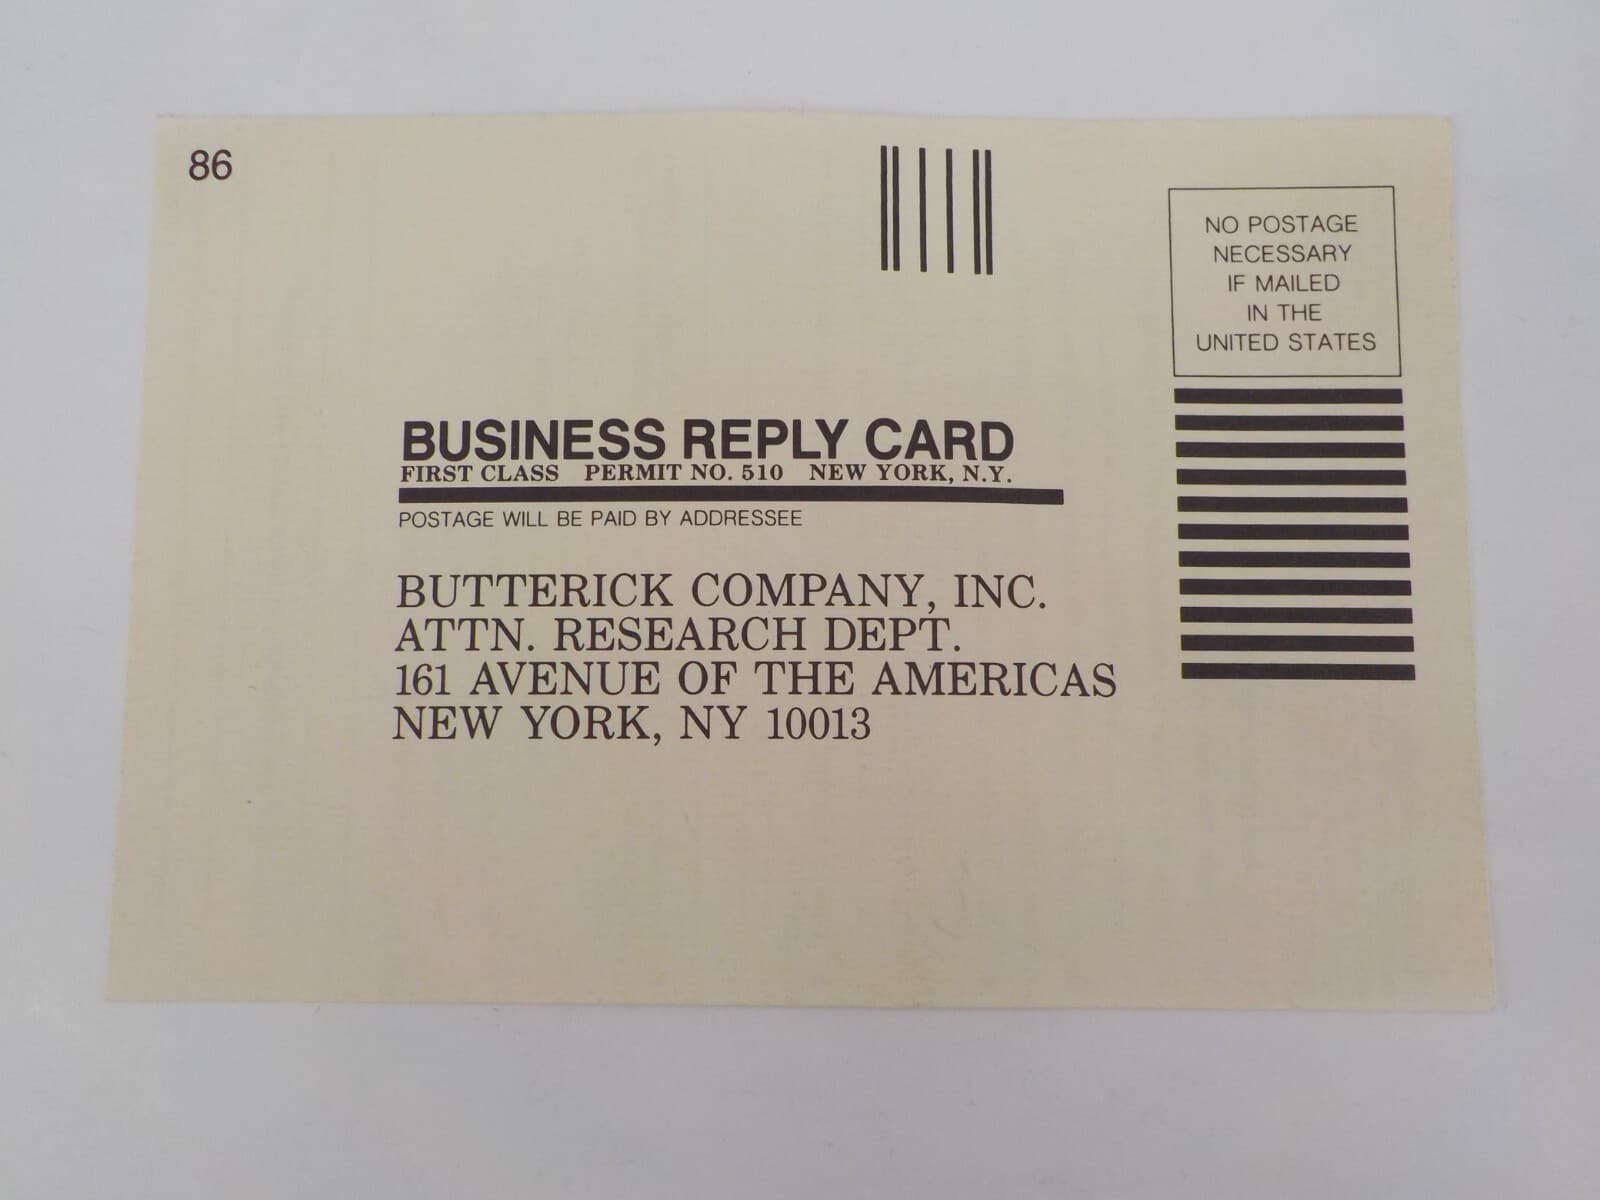 86
NO POSTAGE
NECESSARY
IF MAILED
IN THE
UNITED STATES
BUSINESS REPLY CARD
FIRST CLASS PERMIT NO. 510 NEW YORK, N.Y.
POSTAGE WILL BE PAID BY ADDRESSEE
BUTTERICK COMPANY, INC.
ATTN. RESEARCH DEPT.
161 AVENUE OF THE AMERICAS
NEW YORK, NY 10013